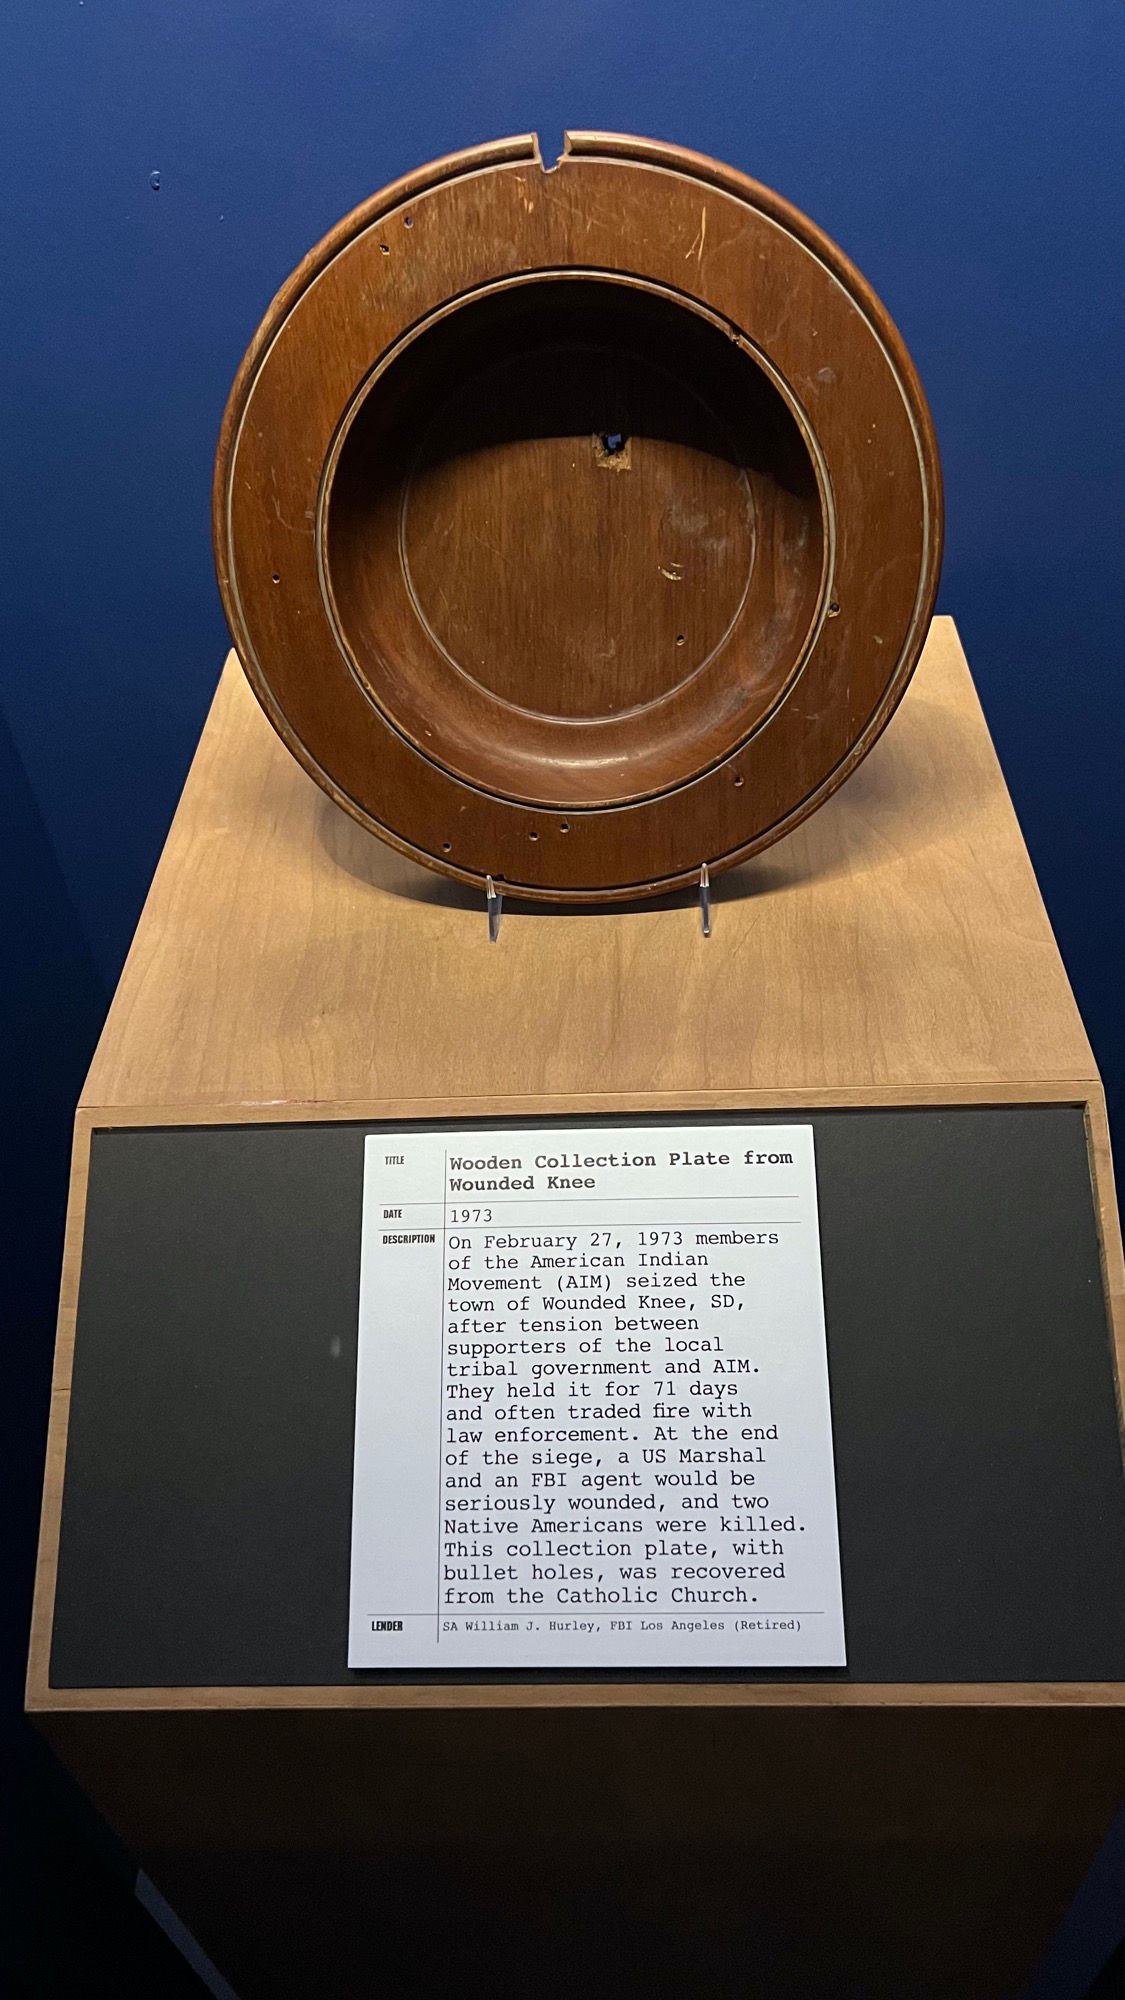 TITLE
Wooden Collection Plate from
Wounded Knee
DATE
1973
DESCRIPTION
On February 27, 1973 members
of the American Indian
Movement (AIM) seized the
town of Wounded Knee, SD,
after tension between
supporters of the local
tribal government and AIM.
They held it for 71 days
and often traded fire with
law enforcement. At the end
of the siege, a US Marshal
and an FBI agent would be
seriously wounded, and two
Native Americans were killed.
This collection plate, with
bullet holes, was recovered
from the Catholic Church.
LENDER
SA William J. Hurley, FBI Los Angeles (Retired)